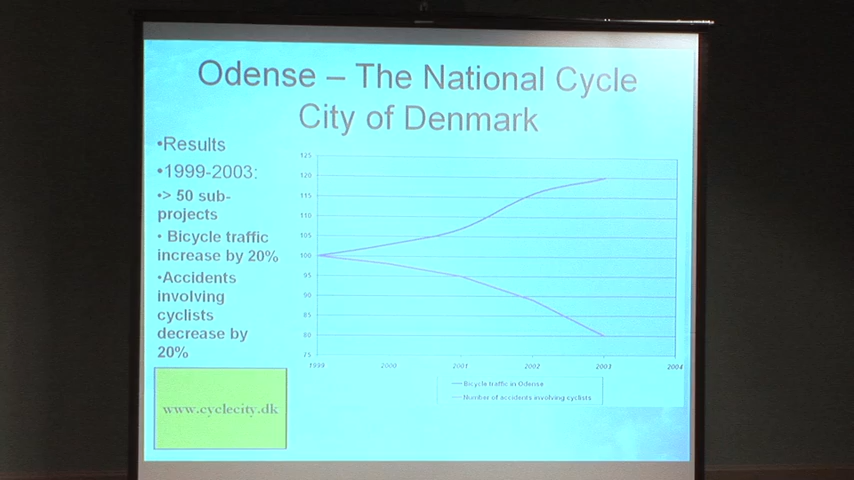 Odense – The National Cycle
City of Denmark
•Results
•1999-2003:
•> 50 sub-
projects
• Bicycle traffic
increase by 20%
•Accidents
involving
cyclists
decrease by
20%
www.cyclecity.dk
125
120
115
110
105
100
95
90
85
80
75
1999 2000 2001 2002 2003 2004
Bicycle traffic in Odense
Number of accidents involving cyclists